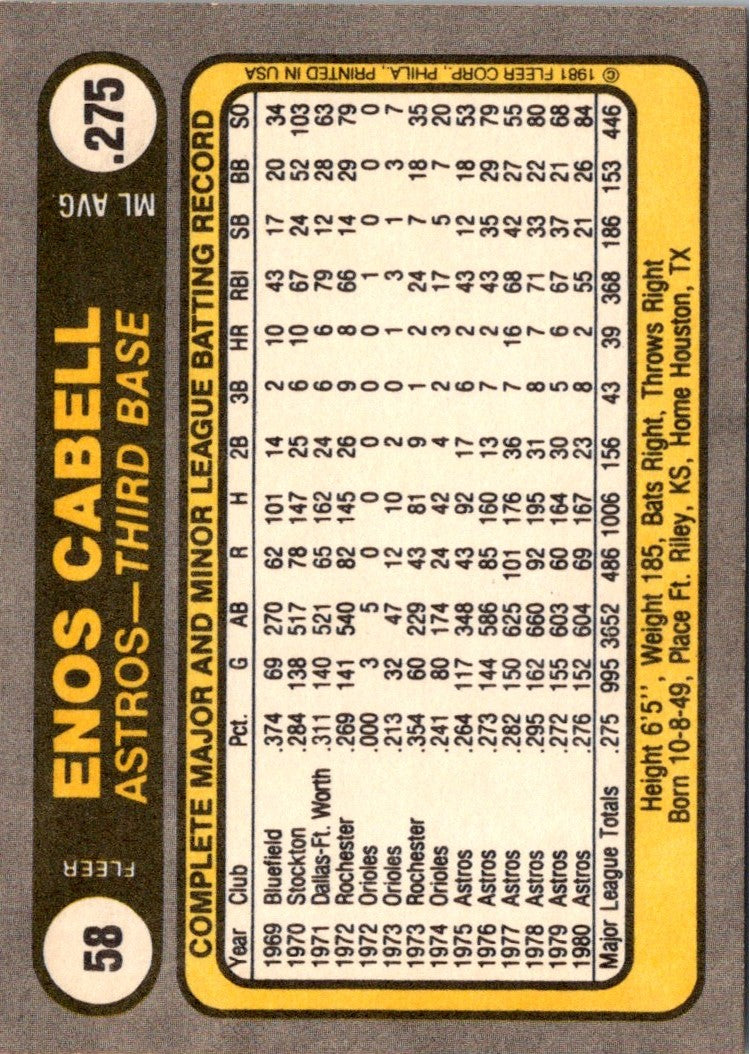 58 FLEER ENOS CABELL ML AVG. .275
ASTROS—THIRD BASE
COMPLETE MAJOR AND MINOR LEAGUE BATTING RECORD
Year Club Pct. G AB R H 2B 3B HR RBI SB BB SO
1969 Bluefield .374 69 270 62 101 14 2 10 43 17 20 34
1970 Stockton .284 138 517 78 147 25 6 10 67 24 52 103
1971 Dallas-Ft. Worth .311 140 521 65 162 24 6 6 79 12 28 63
1972 Rochester .269 141 540 82 145 26 9 8 66 14 29 79
1972 Orioles .000 3 5 0 0 0 0 0 1 0 0 0
1973 Orioles .213 32 47 12 10 2 0 1 3 1 3 7
1973 Rochester .354 60 229 43 81 9 1 2 24 7 18 35
1974 Orioles .241 80 174 24 42 4 2 3 17 5 7 20
1975 Astros .264 117 348 43 92 17 6 2 43 12 18 53
1976 Astros .273 144 586 85 160 13 7 2 43 35 29 79
1977 Astros .282 150 625 101 176 36 7 16 68 42 27 55
1978 Astros .295 162 660 92 195 31 8 7 71 33 22 80
1979 Astros .272 155 603 60 164 30 5 6 67 37 21 68
1980 Astros .276 152 604 69 167 23 8 2 55 21 26 84
Major League Totals .275 995 3652 486 1006 156 43 39 368 186 153 446
Height 6'5'', Weight 185, Bats Right, Throws Right
Born 10-8-49, Place Ft. Riley, KS, Home Houston, TX
© 1981 FLEER CORP., PHILA., PRINTED IN USA